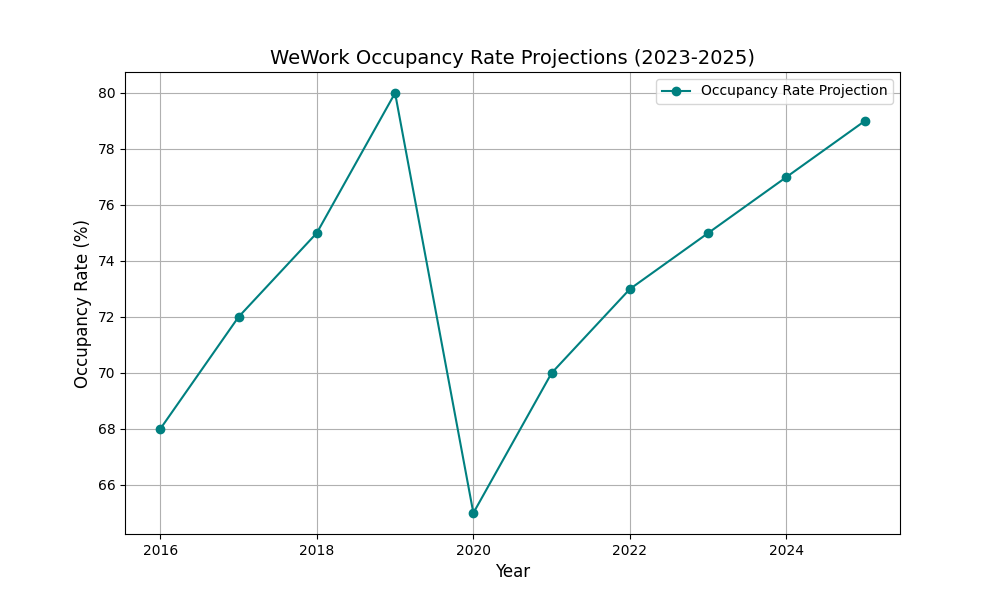 WeWork Occupancy Rate Projections (2023-2025)
Occupancy Rate Projection
80
78
76
74
72
70
68
66
Occupancy Rate (%)
2016 2018 2020 2022 2024
Year